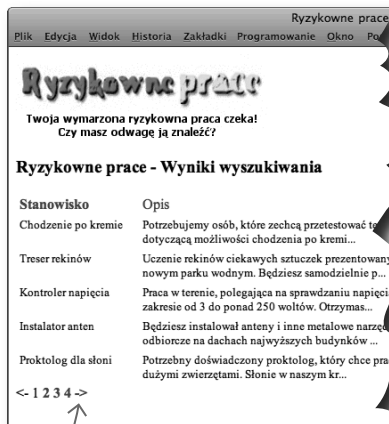 Ryzykowne prace
Plik Edycja Widok Historia Zakładki Programowanie Okno
Ryzykowne prace
Twoja wymarzona ryzykowna praca czeka!
Czy masz odwagę ją znaleźć?
Ryzykowne prace - Wyniki wyszukiwania
Stanowisko Opis
Chodzenie po kremie Potrzebujemy osób, które zechcą przetestować
dotyczącą możliwości chodzenia po kremi...
Treser rekinów Uczenie rekinów ciekawych sztuczek prezentowany
nowym parku wodnym. Będziesz samodzielnie p...
Kontroler napięcia Praca w terenie, polegająca na sprawdzaniu napięci
zakresie od 3 do ponad 250 woltów. Otrzymas...
Instalator anten Będziesz instalował anteny i inne metalowe narzęd
odbiorcze na dachach najwyższych budynków ...
Proktolog dla słoni Potrzebny doświadczony proktolog, który chce pra
dużymi zwierzętami. Słonie w naszym kr...
<- 1 2 3 4 ->